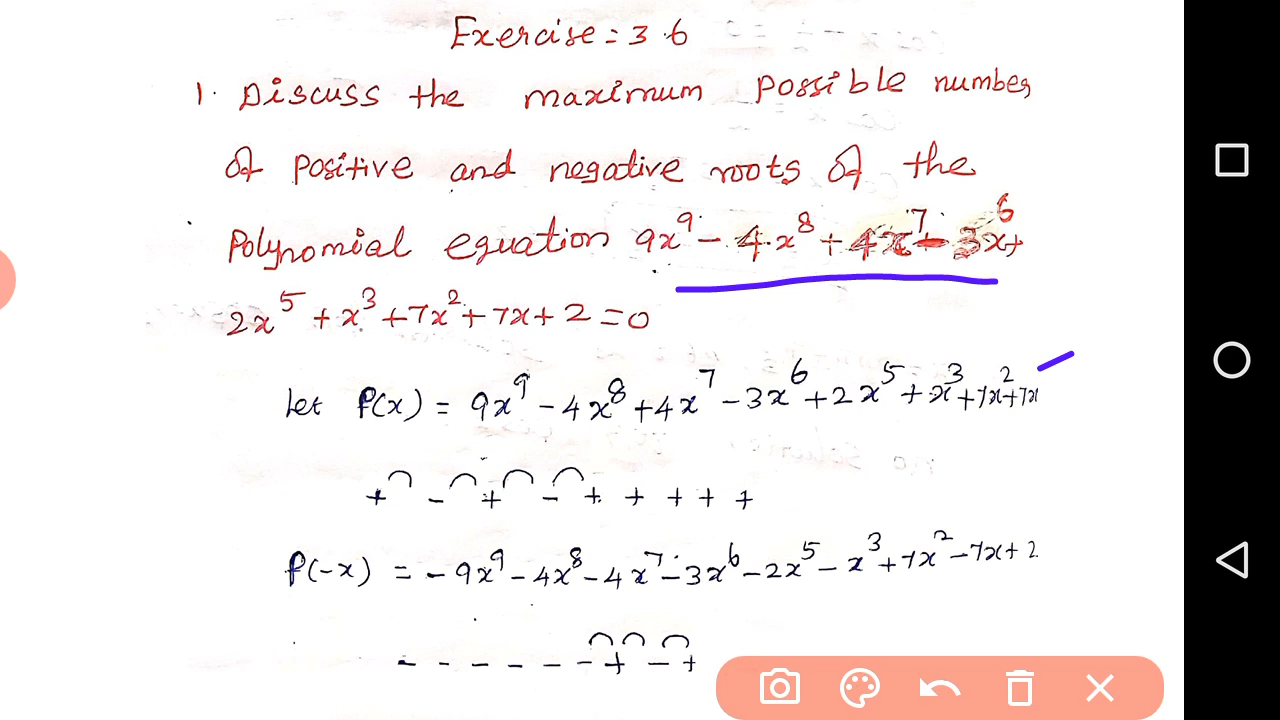 Exercise = 3.6
1. Discuss the maximum possible number
of positive and negative roots of the
Polynomial equation 9x⁹ - 4x⁸ + 4x⁷ - 3x⁶ +
2x⁵ + x³ + 7x² + 7x + 2 = 0
Let P(x) = 9x⁹ - 4x⁸ + 4x⁷ - 3x⁶ + 2x⁵ + x³ + 7x² + 7x
+ - + - + + + + +
P(-x) = - 9x⁹ - 4x⁸ - 4x⁷ - 3x⁶ - 2x⁵ - x³ + 7x² - 7x + 2
- - - - - - + - +